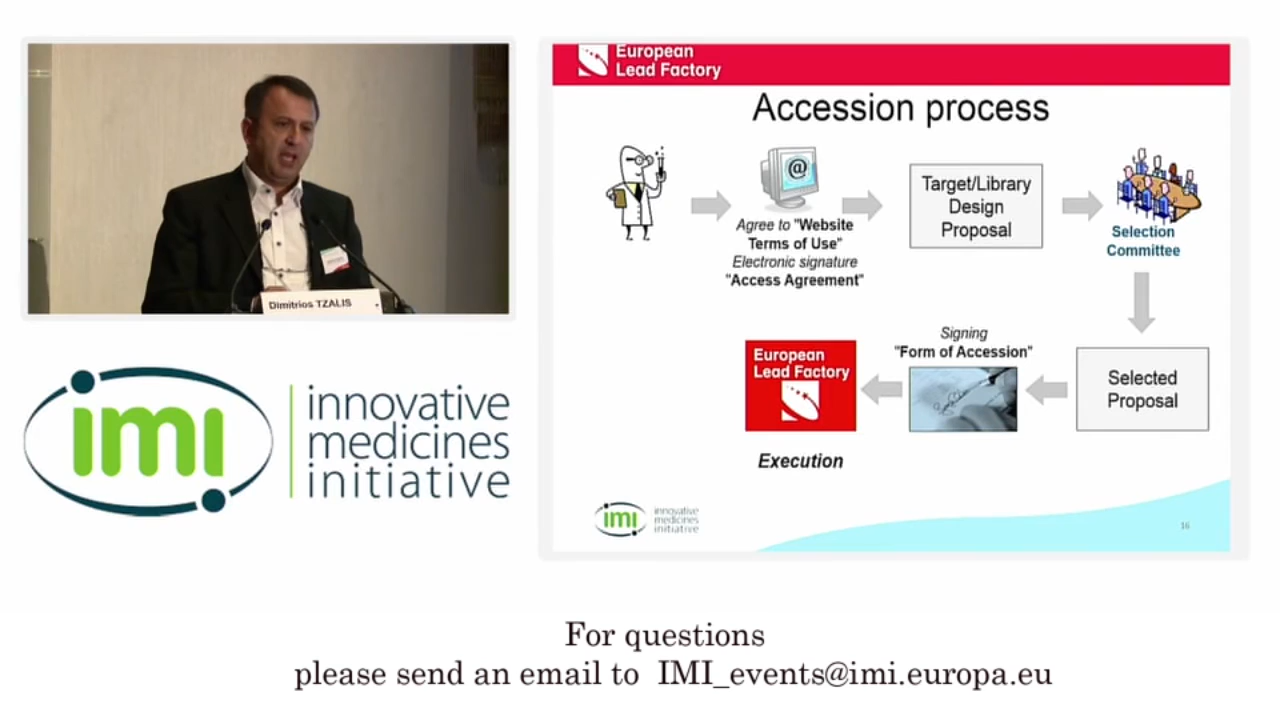 Dimitrios TZALIS
imi
innovative
medicines
initiative
European
Lead Factory
Accession process
@
Agree to "Website
Terms of Use"
Electronic signature
"Access Agreement"
Target/Library
Design
Proposal
Selection
Committee
Selected
Proposal
Signing
"Form of Accession"
European
Lead Factory
Execution
imi
innovative
medicines
initiative
16
For questions
please send an email to IMI_events@imi.europa.eu